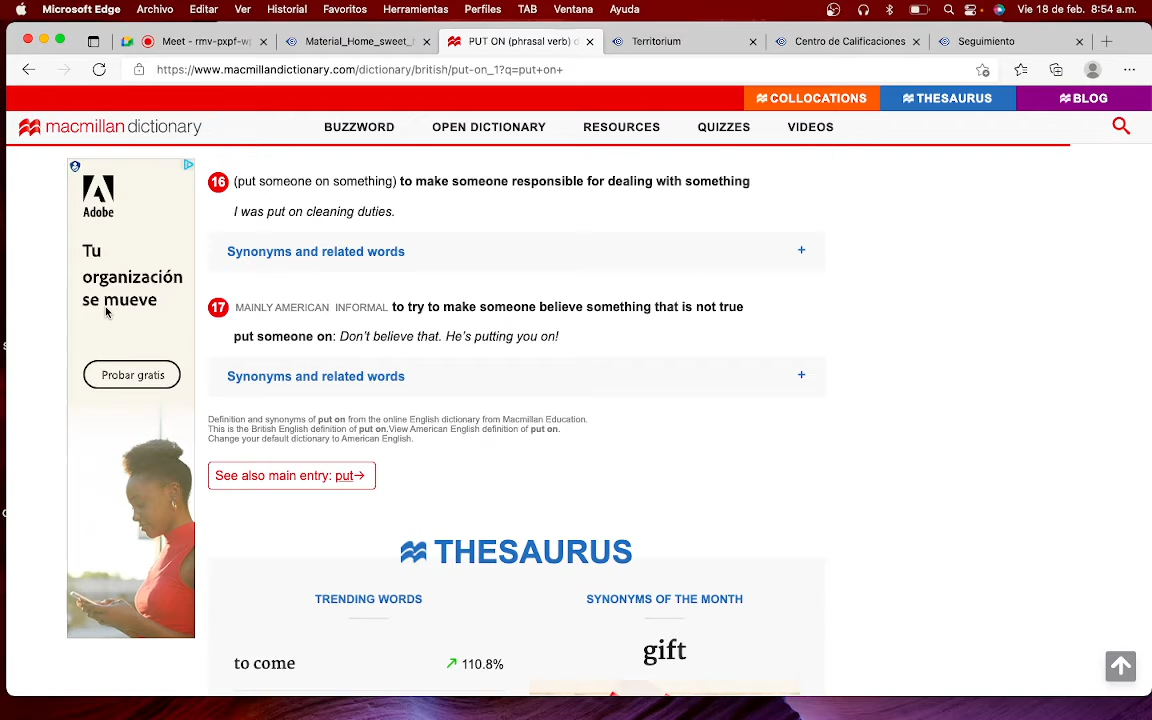 Microsoft Edge Archivo Editar Ver Historial Favoritos Herramientas Perfiles TAB Ventana Ayuda Vie 18 de feb. 8:54 a.m.
Meet - rmv-pxpf-w Material_Home_sweet_ PUT ON (phrasal verb) d Territorium Centro de Calificaciones Seguimiento
https://www.macmillandictionary.com/dictionary/british/put-on_1?q=put+on+
COLLOCATIONS THESAURUS BLOG
macmillan dictionary BUZZWORD OPEN DICTIONARY RESOURCES QUIZZES VIDEOS
Adobe
Tu
organización
se mueve
Probar gratis
16 (put someone on something) to make someone responsible for dealing with something
I was put on cleaning duties.
Synonyms and related words +
17 MAINLY AMERICAN INFORMAL to try to make someone believe something that is not true
put someone on: Don't believe that. He's putting you on!
Synonyms and related words +
Definition and synonyms of put on from the online English dictionary from Macmillan Education.
This is the British English definition of put on.View American English definition of put on.
Change your default dictionary to American English.
See also main entry: put→
THESAURUS
TRENDING WORDS SYNONYMS OF THE MONTH
gift
to come 110.8%